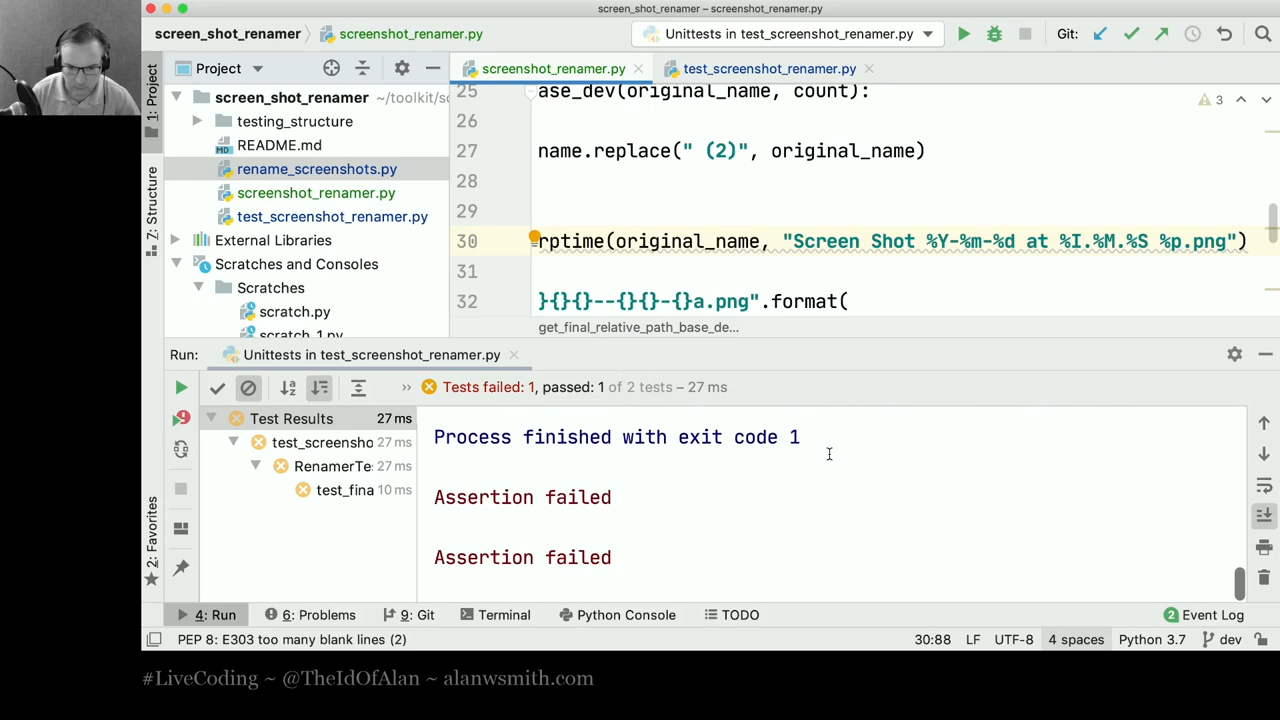 screen_shot_renamer – screenshot_renamer.py
screen_shot_renamer
screenshot_renamer.py
Unittests in test_screenshot_renamer.py
Git:
1: Project
Project
screenshot_renamer.py
test_screenshot_renamer.py
screen_shot_renamer ~/toolkit/sc
testing_structure
README.md
rename_screenshots.py
screenshot_renamer.py
test_screenshot_renamer.py
External Libraries
Scratches and Consoles
Scratches
scratch.py
scratch_1.py
Z: Structure
2: Favorites
25 ase_dev(original_name, count):
26
27 name.replace(" (2)", original_name)
28
29
30 rptime(original_name, "Screen Shot %Y-%m-%d at %I.%M.%S %p.png")
31
32 }{}{}--{}{}-{}a.png".format(
3
get_final_relative_path_base_de...
Run:
Unittests in test_screenshot_renamer.py
Tests failed: 1, passed: 1 of 2 tests – 27 ms
Test Results 27 ms
test_screensho 27 ms
RenamerTe: 27 ms
test_fina 10 ms
Process finished with exit code 1
Assertion failed
Assertion failed
4: Run
6: Problems
9: Git
Terminal
Python Console
TODO
2 Event Log
PEP 8: E303 too many blank lines (2)
30:88 LF UTF-8 4 spaces Python 3.7 dev
#LiveCoding ~ @TheIdOfAlan ~ alanwsmith.com